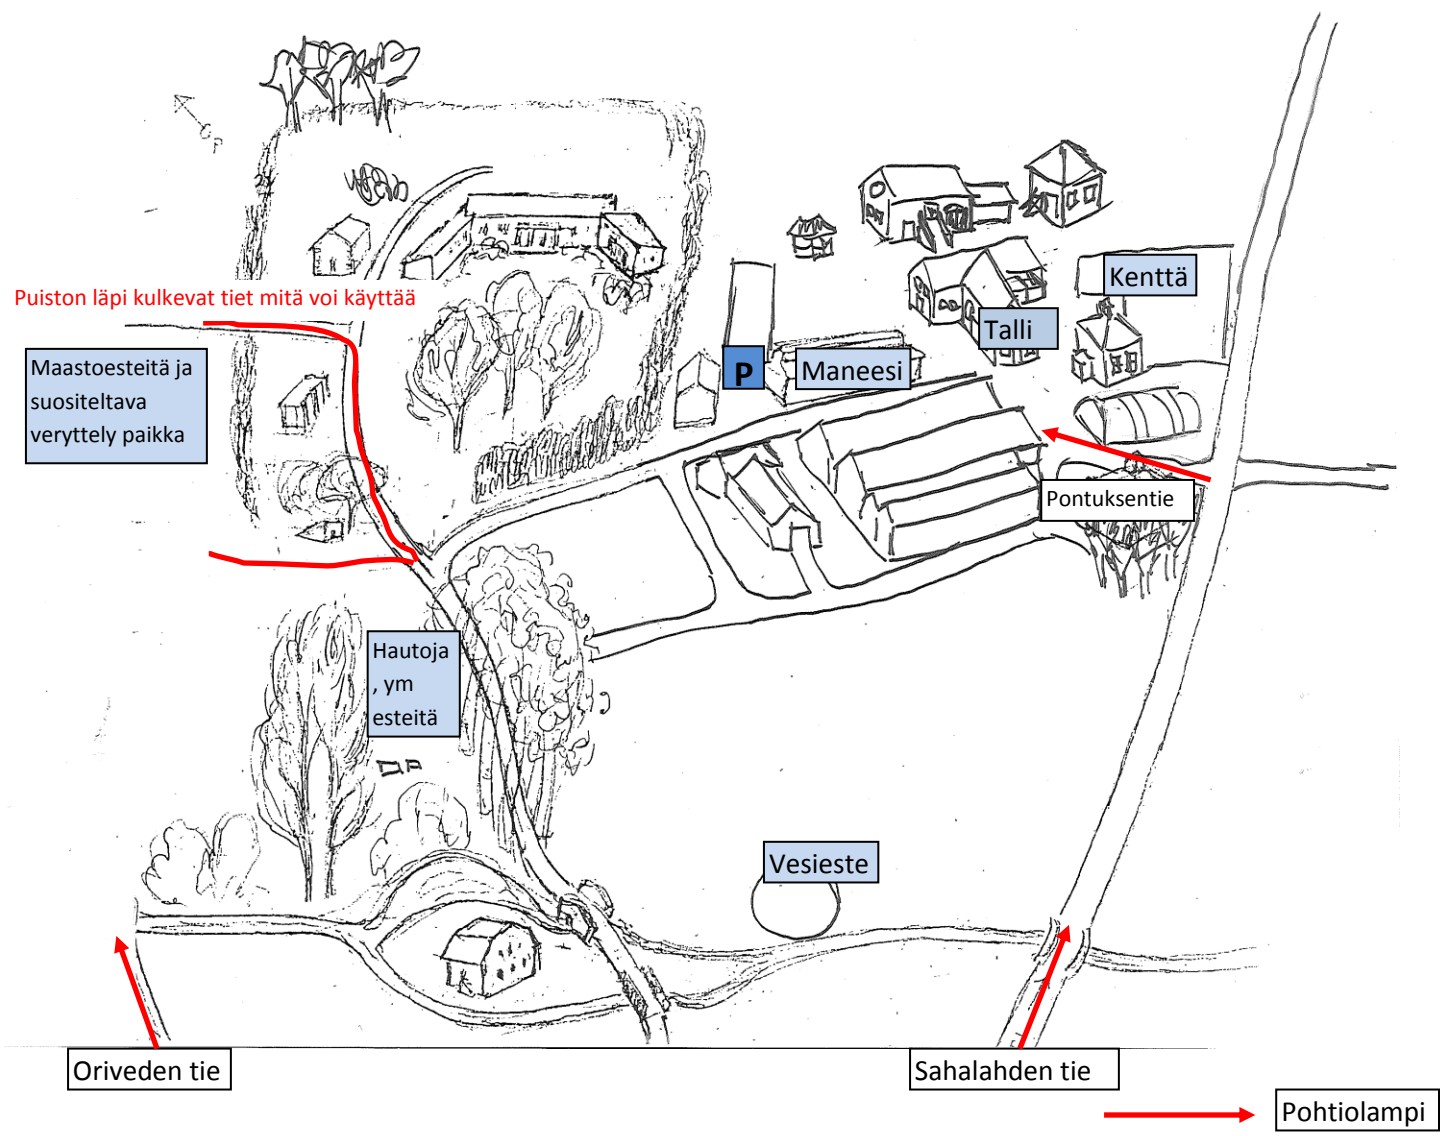 Kenttä
Puiston läpi kulkevat tiet mitä voi käyttää
Talli
Maastoesteitä ja
suositeltava
veryttely paikka
P
Maneesi
Pontuksentie
Hautoja
, ym
esteitä
Vesieste
Oriveden tie
Sahalahden tie
Pohtiolampi